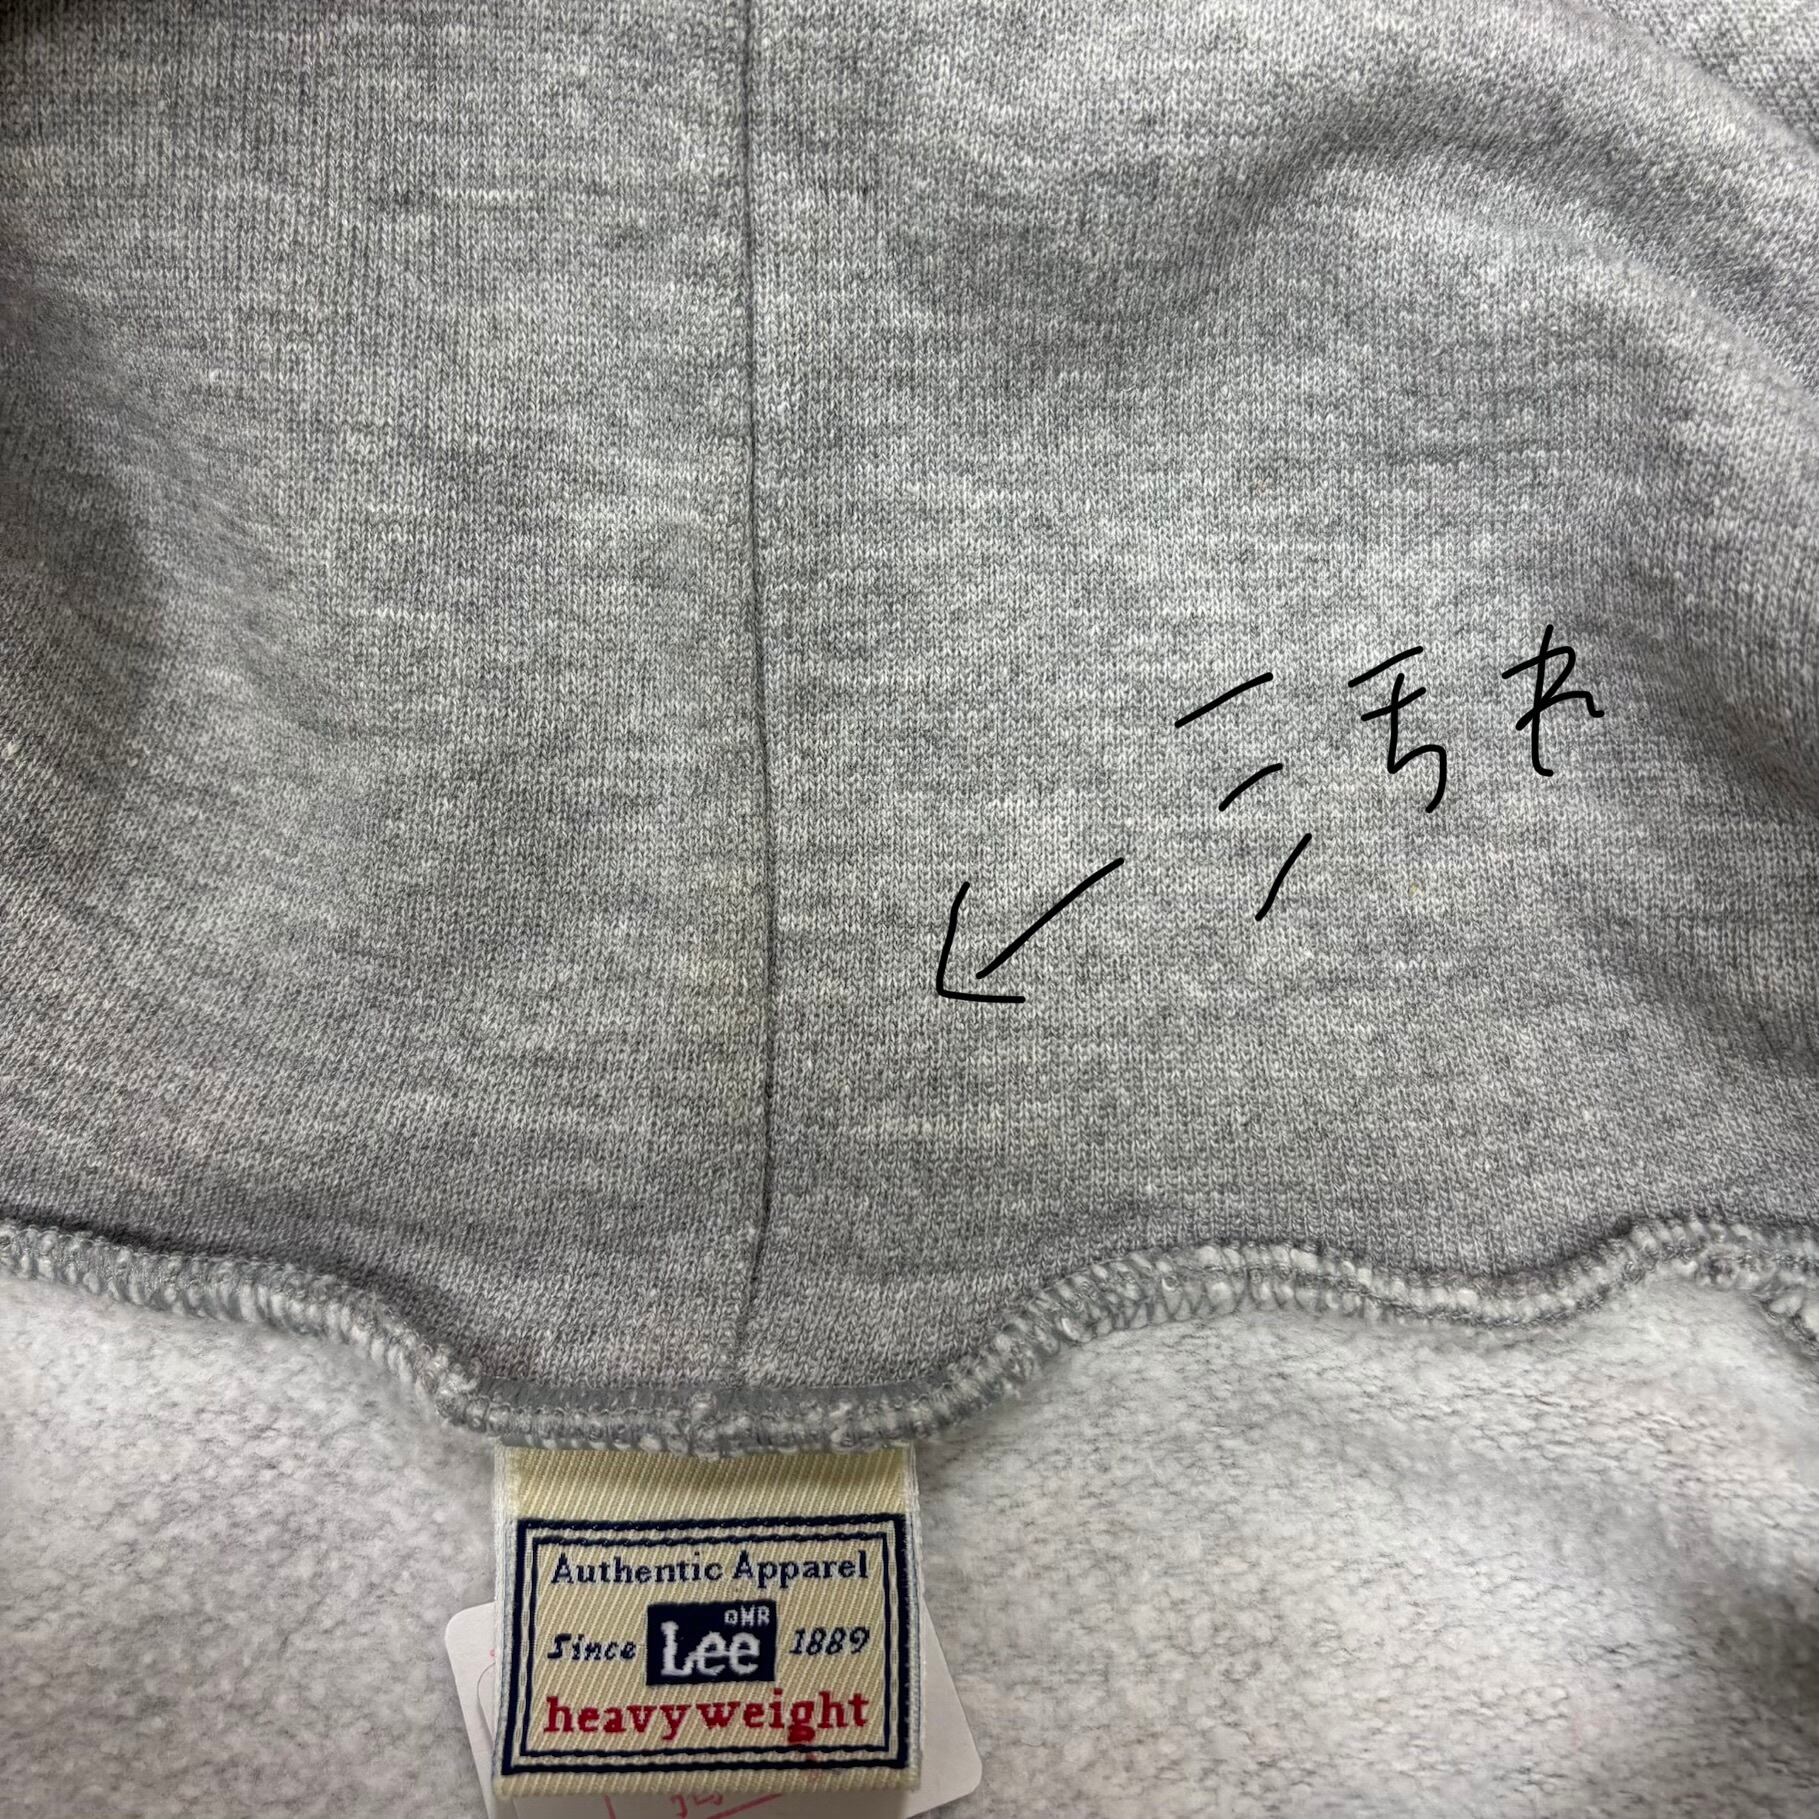 汚れ
Authentic Apparel
Since Lee MR 1889
heavyweight